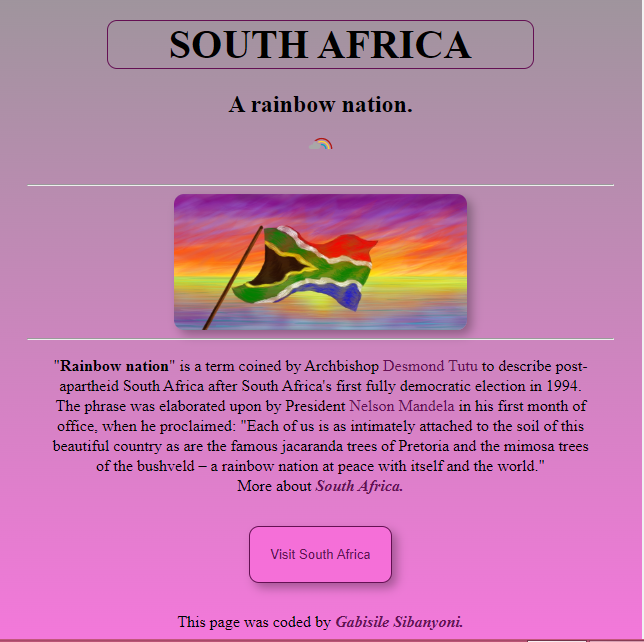 SOUTH AFRICA
A rainbow nation.
"Rainbow nation" is a term coined by Archbishop Desmond Tutu to describe post-
apartheid South Africa after South Africa's first fully democratic election in 1994.
The phrase was elaborated upon by President Nelson Mandela in his first month of
office, when he proclaimed: "Each of us is as intimately attached to the soil of this
beautiful country as are the famous jacaranda trees of Pretoria and the mimosa trees
of the bushveld – a rainbow nation at peace with itself and the world."
More about South Africa.
Visit South Africa
This page was coded by Gabisile Sibanyoni.